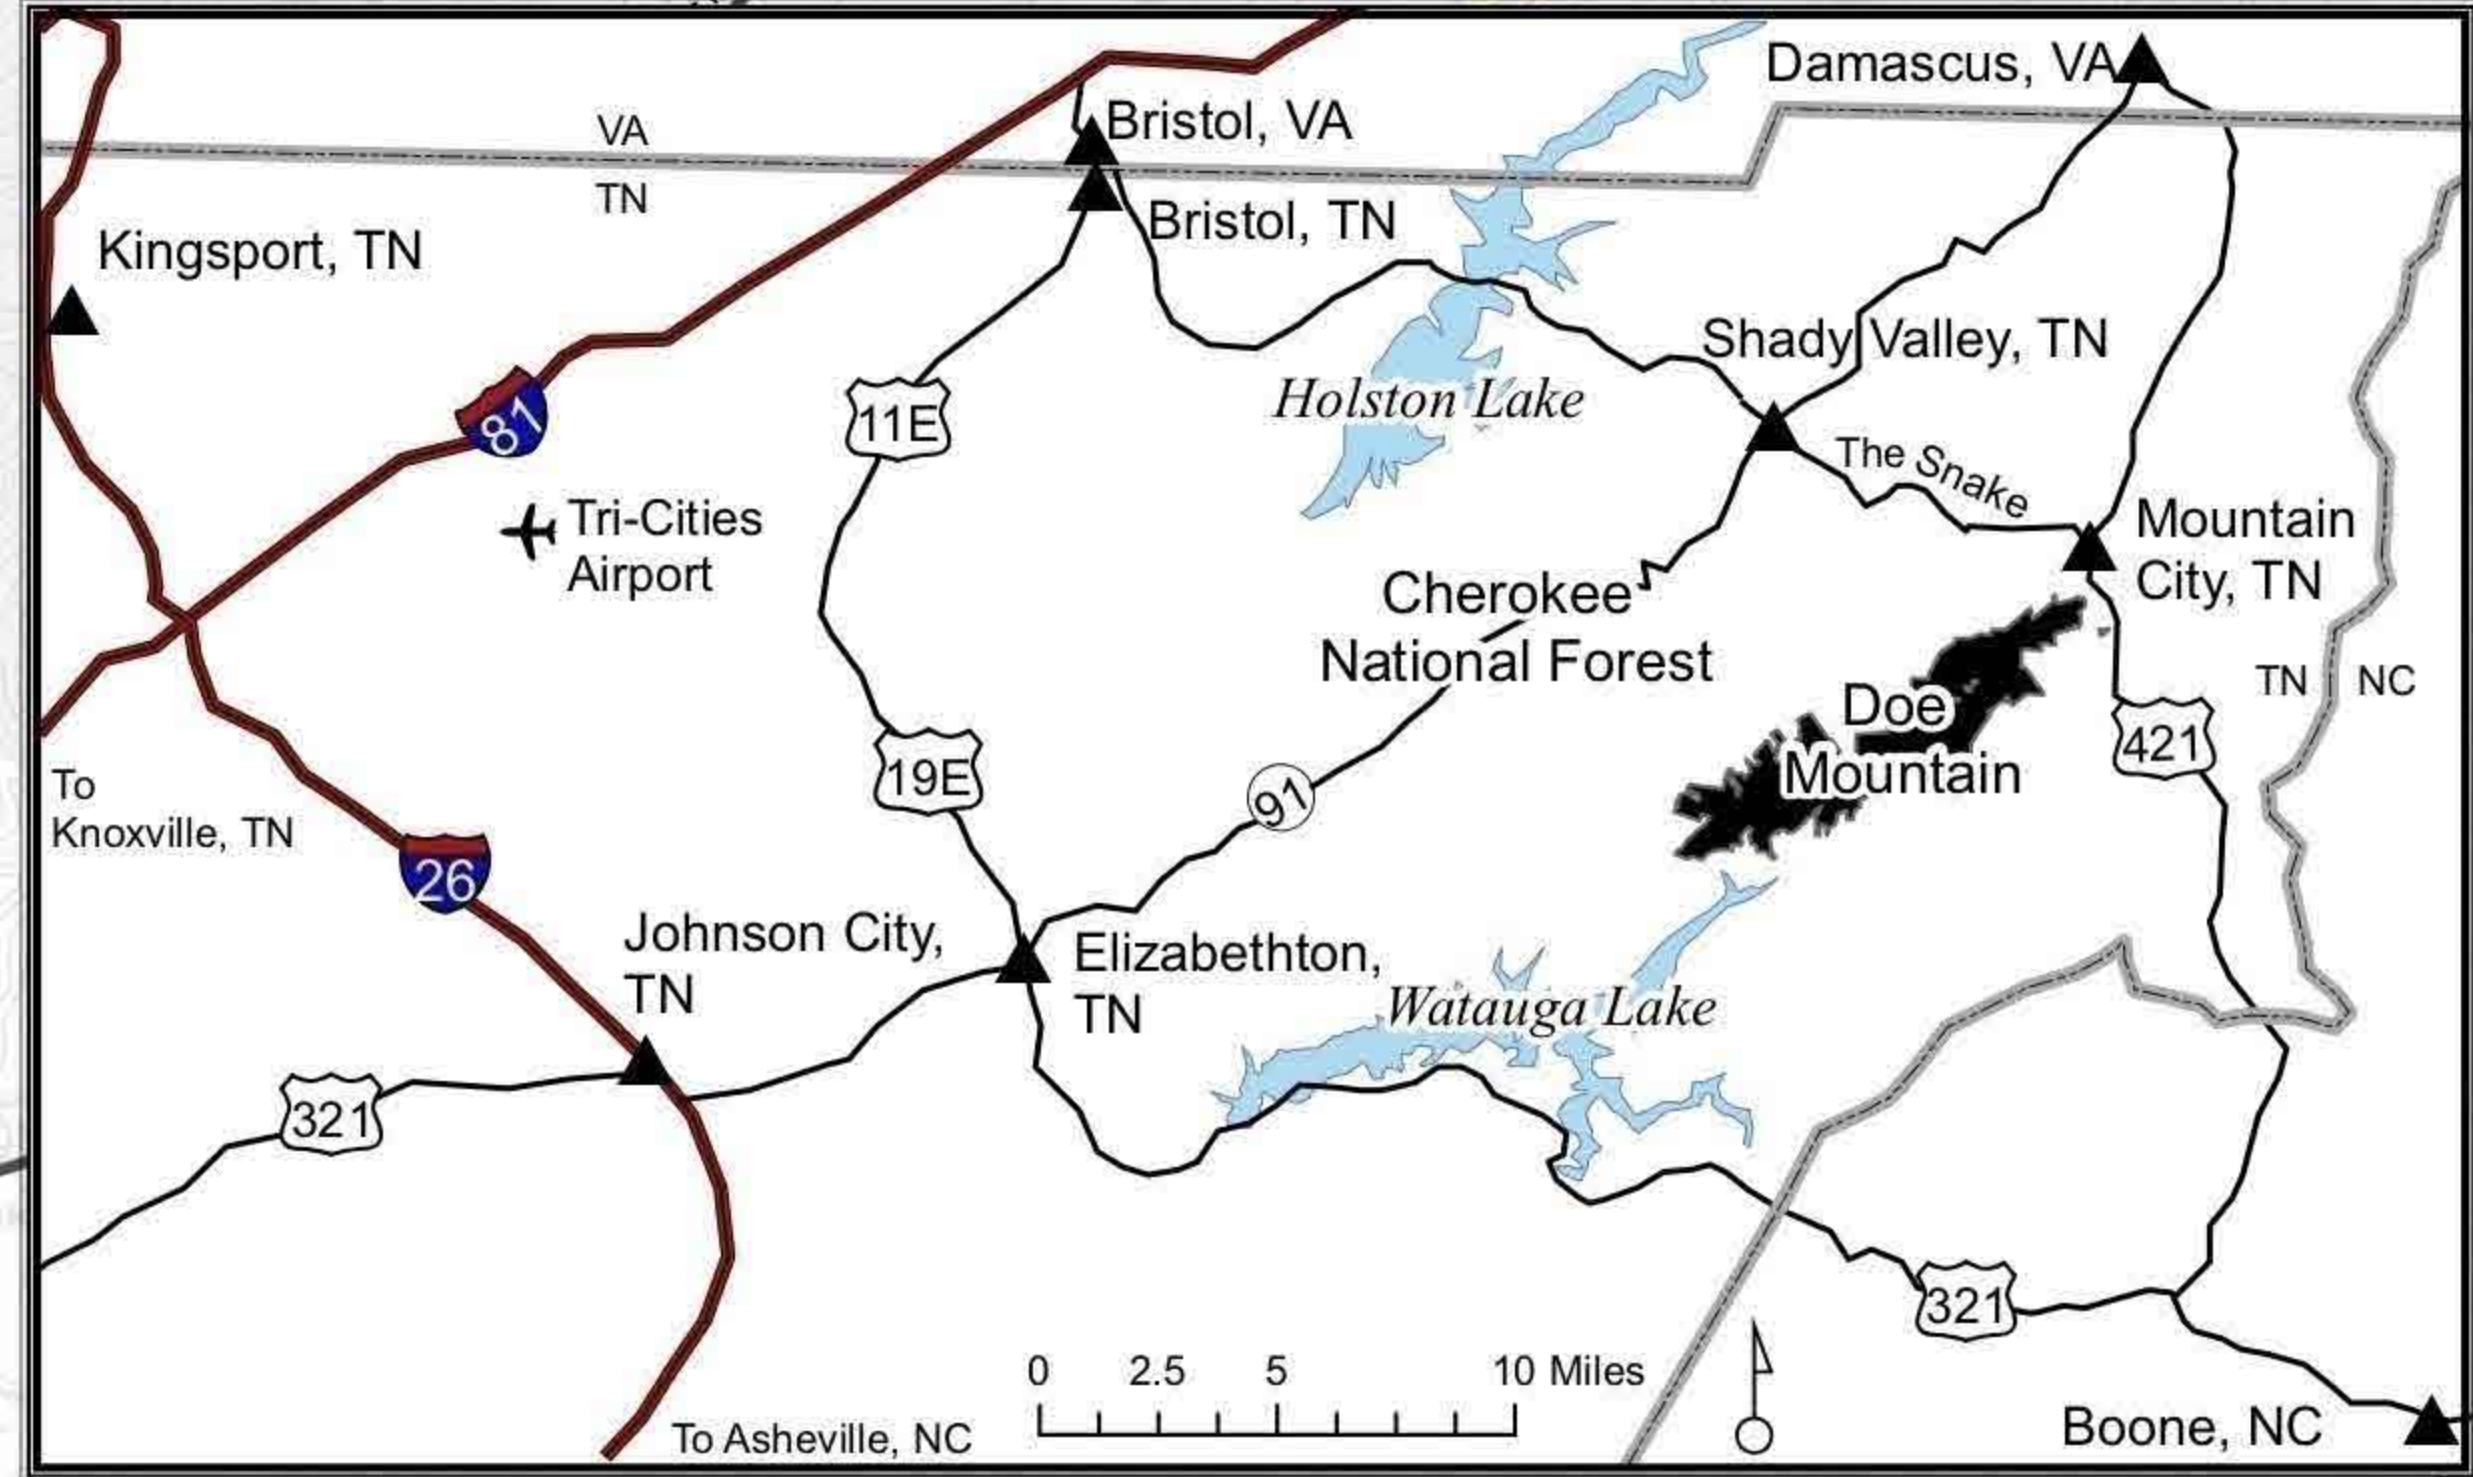 Damascus, VA
Bristol, VA
VA
TN
Bristol, TN
Kingsport, TN
Shady Valley, TN
81
11E
Holston Lake
The Snake
Tri-Cities
Airport
Mountain
City, TN
Cherokee
National Forest
TN
NC
Doe
Mountain
421
19E
91
To
Knoxville, TN
26
Johnson City,
TN
Elizabethton,
TN
Watauga Lake
321
321
0 2.5 5 10 Miles
To Asheville, NC
Boone, NC